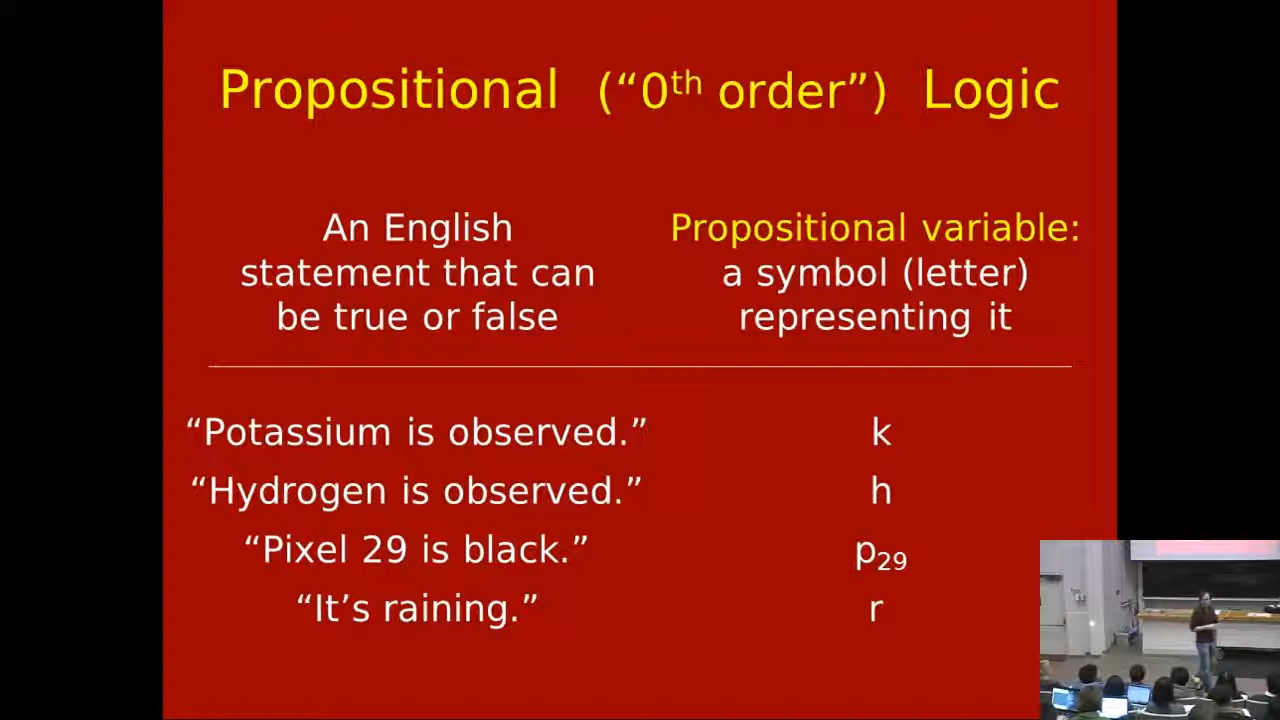 Propositional (“0th order”) Logic
An English
statement that can
be true or false
Propositional variable:
a symbol (letter)
representing it
“Potassium is observed.” k
“Hydrogen is observed.” h
“Pixel 29 is black.” p29
“It’s raining.” r